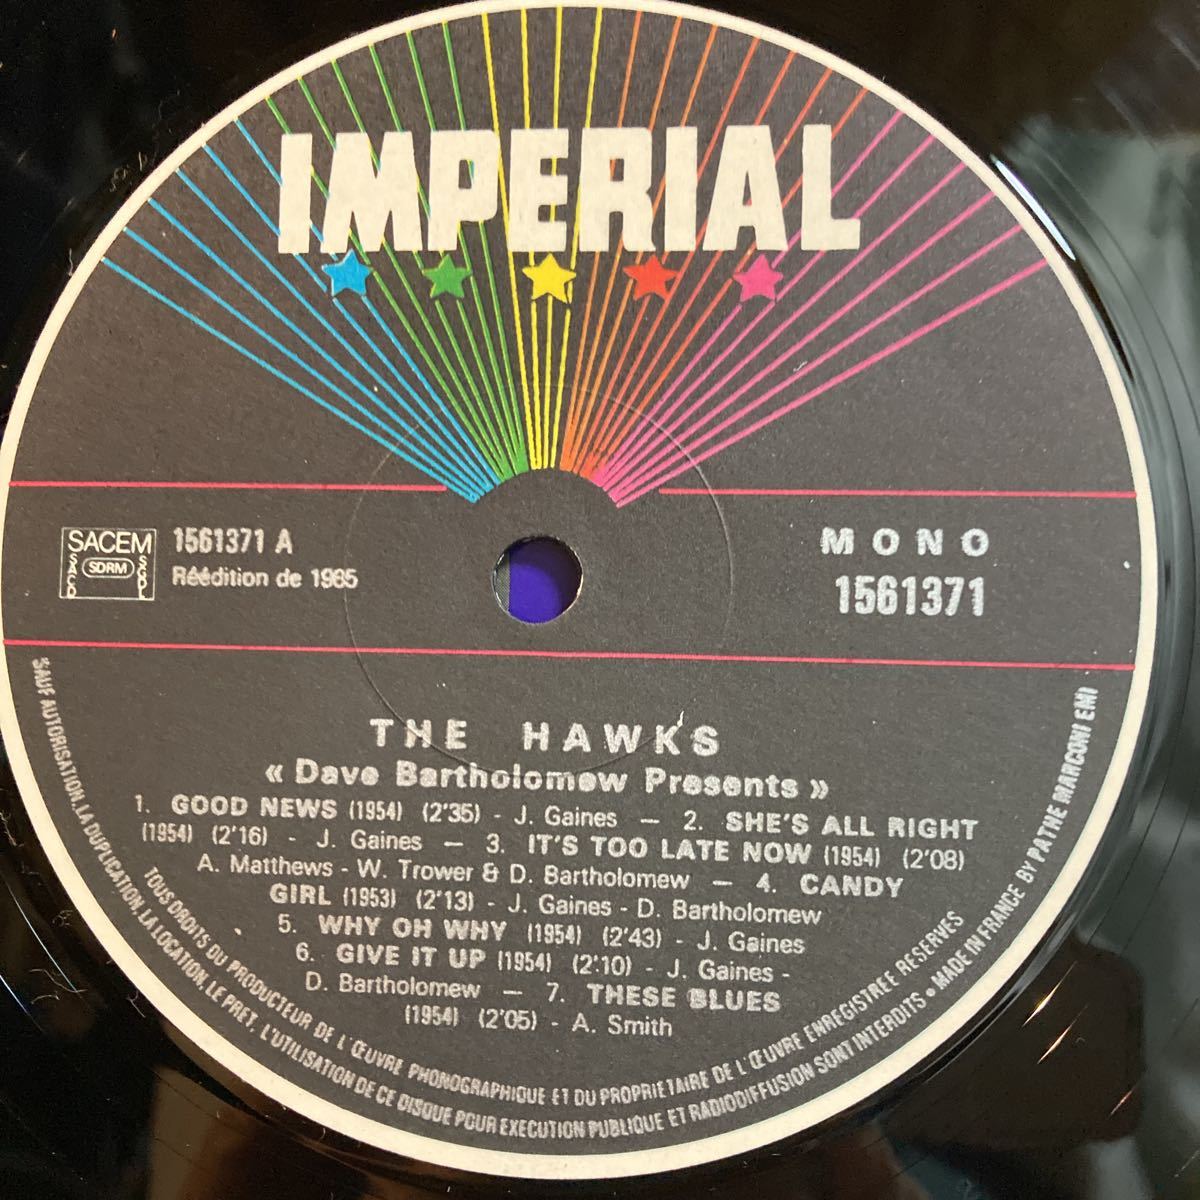 IMPERIAL
SACEM
SACD
SDRM
SGDL
1561371 A
Réédition de 1985
MONO
1561371
THE HAWKS
« Dave Bartholomew Presents »
1. GOOD NEWS (1954) (2'35) - J. Gaines — 2. SHE'S ALL RIGHT
(1954) (2'16) - J. Gaines — 3. IT'S TOO LATE NOW (1954) (2'08)
A. Matthews - W. Trower & D. Bartholomew — 4. CANDY
GIRL (1953) (2'13) - J. Gaines - D. Bartholomew
5. WHY OH WHY (1954) (2'43) - J. Gaines
6. GIVE IT UP (1954) (2'10) - J. Gaines -
D. Bartholomew — 7. THESE BLUES
(1954) (2'05) - A. Smith
TOUS DROITS DU PRODUCTEUR DE L'ŒUVRE PHONOGRAPHIQUE ET DU PROPRIETAIRE DE L'ŒUVRE ENREGISTREE RESERVES
SAUF AUTORISATION, LA DUPLICATION, LA LOCATION, LE PRET, L'UTILISATION DE CE DISQUE POUR EXECUTION PUBLIQUE ET RADIODIFFUSION SONT INTERDITS • MADE IN FRANCE BY PATHE MARCONI EMI